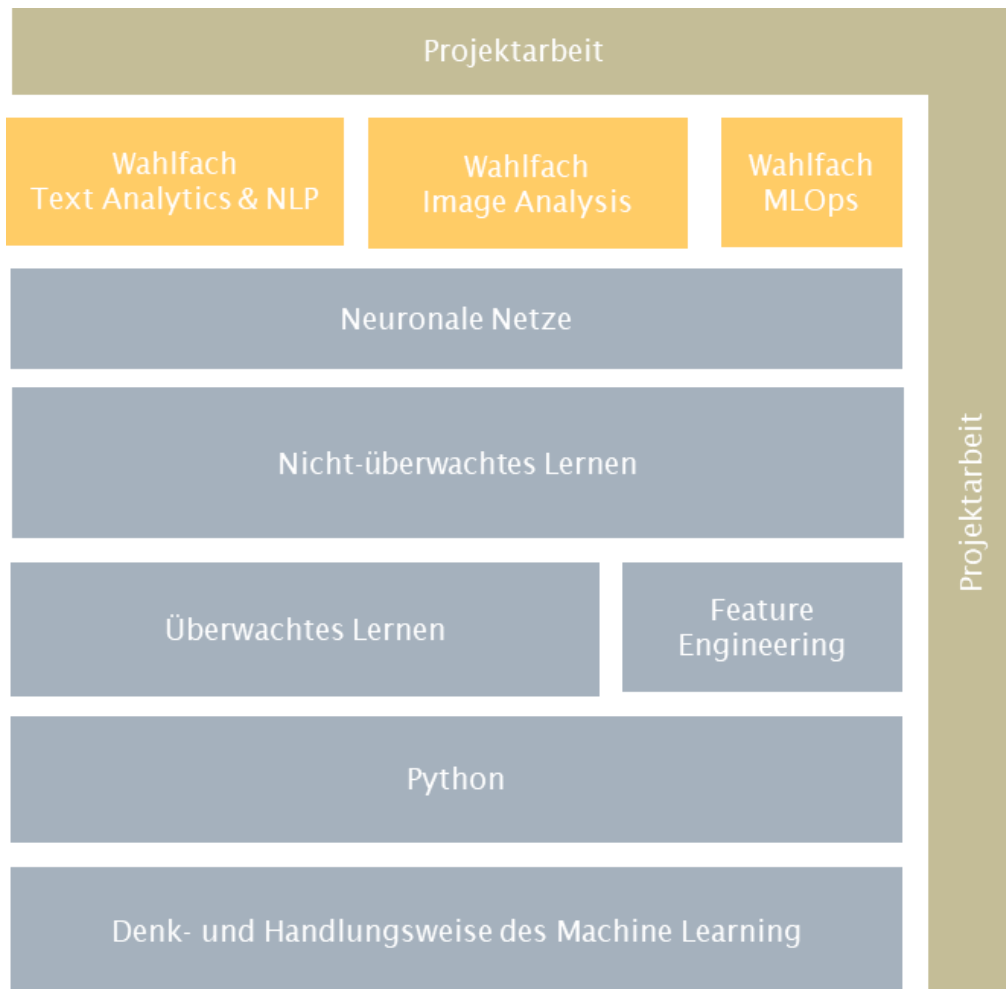 Projektarbeit
Wahlfach
Text Analytics & NLP
Wahlfach
Image Analysis
Wahlfach
MLOps
Neuronale Netze
Nicht-überwachtes Lernen
Überwachtes Lernen
Feature
Engineering
Python
Denk- und Handlungsweise des Machine Learning
Projektarbeit